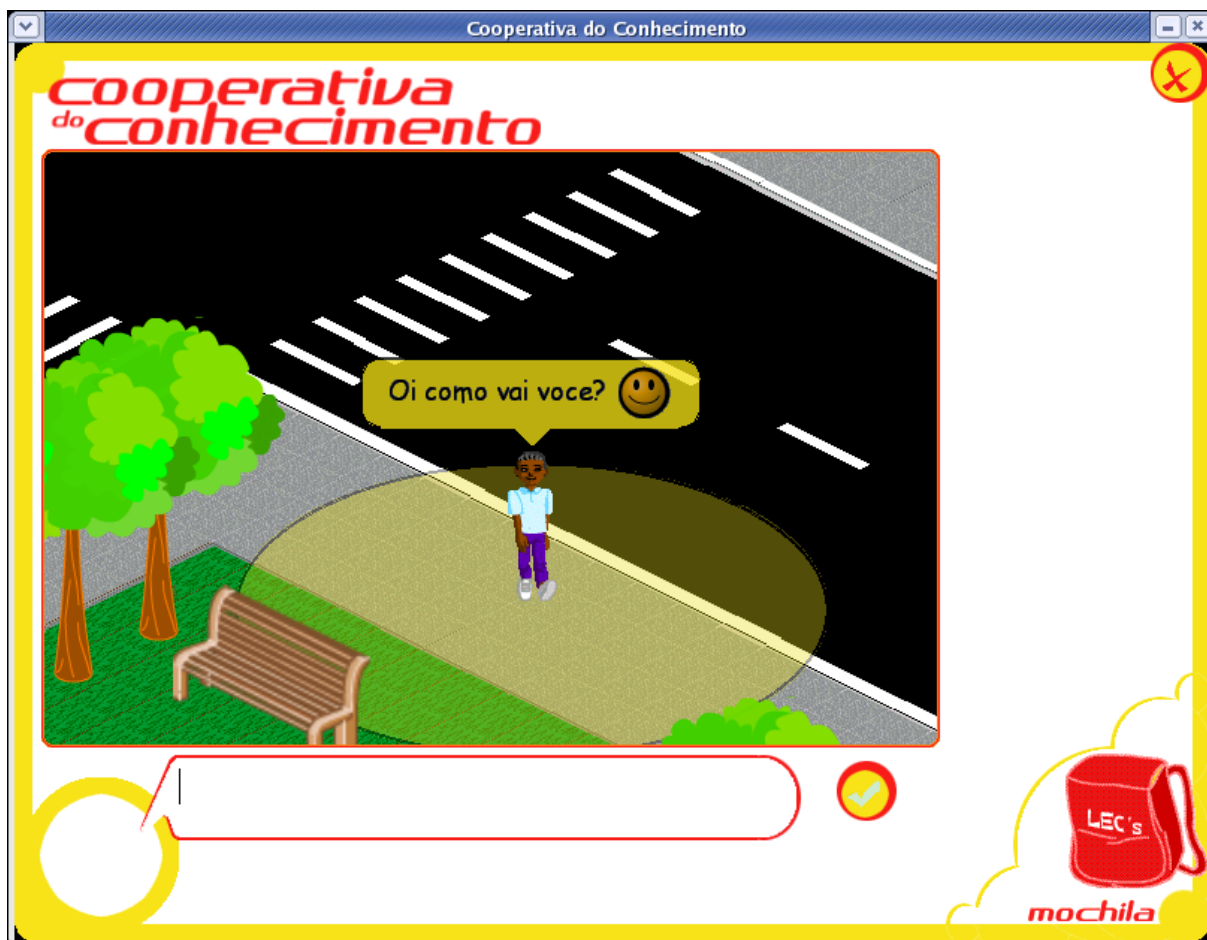 Cooperativa do Conhecimento
cooperativa
do conhecimento
Oi como vai voce?
LEC's
mochila